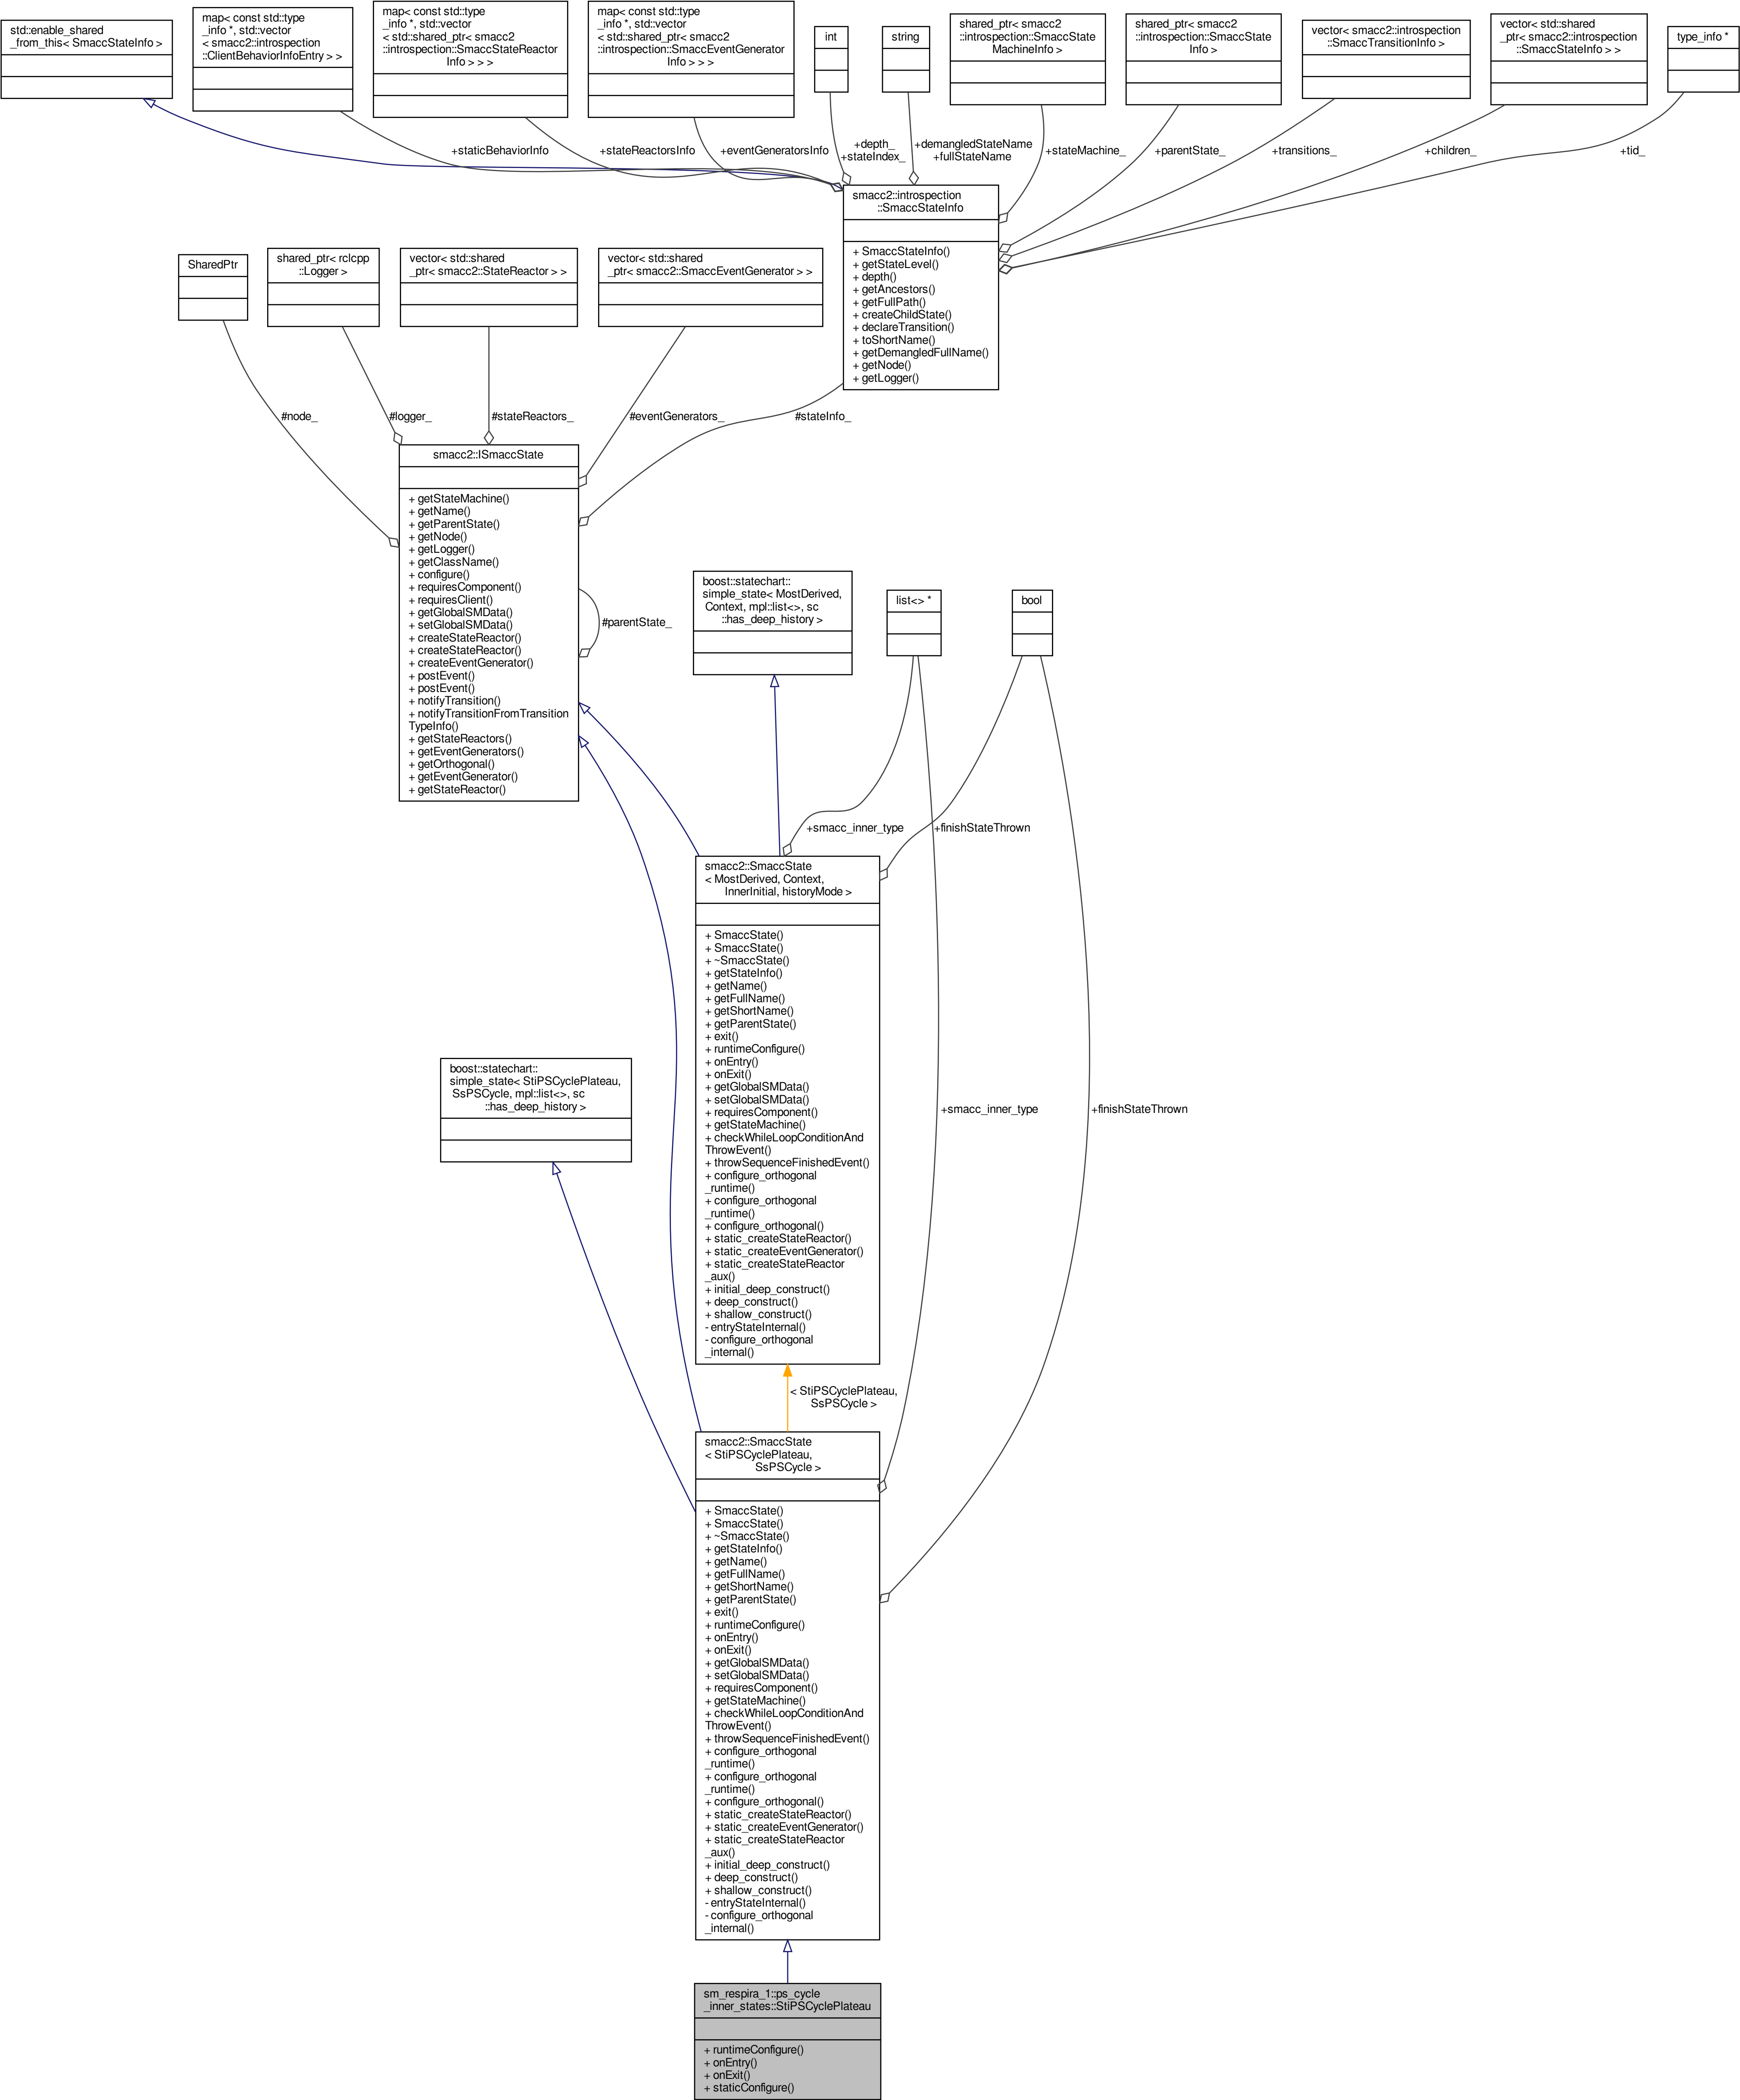 std::enable_shared
_from_this< SmaccStateInfo >
map< const std::type
_info *, std::vector
< smacc2::introspection
::ClientBehaviorInfoEntry > >
map< const std::type
_info *, std::vector
< std::shared_ptr< smacc2
::introspection::SmaccStateReactor
Info > > >
map< const std::type
_info *, std::vector
< std::shared_ptr< smacc2
::introspection::SmaccEventGenerator
Info > > >
int
string
shared_ptr< smacc2
::introspection::SmaccState
MachineInfo >
shared_ptr< smacc2
::introspection::SmaccState
Info >
vector< smacc2::introspection
::SmaccTransitionInfo >
vector< std::shared
_ptr< smacc2::introspection
::SmaccStateInfo > >
type_info *
+staticBehaviorInfo
+stateReactorsInfo
+eventGeneratorsInfo
+depth_
+stateIndex_
+demangledStateName
+fullStateName
+stateMachine_
+parentState_
+transitions_
+children_
+tid_
smacc2::introspection
::SmaccStateInfo
+ SmaccStateInfo()
+ getStateLevel()
+ depth()
+ getAncestors()
+ getFullPath()
+ createChildState()
+ declareTransition()
+ toShortName()
+ getDemangledFullName()
+ getNode()
+ getLogger()
SharedPtr
shared_ptr< rclcpp
::Logger >
vector< std::shared
_ptr< smacc2::StateReactor > >
vector< std::shared
_ptr< smacc2::SmaccEventGenerator > >
#node_
#logger_
#stateReactors_
#eventGenerators_
#stateInfo_
smacc2::ISmaccState
+ getStateMachine()
+ getName()
+ getParentState()
+ getNode()
+ getLogger()
+ getClassName()
+ configure()
+ requiresComponent()
+ requiresClient()
+ getGlobalSMData()
+ setGlobalSMData()
+ createStateReactor()
+ createStateReactor()
+ createEventGenerator()
+ postEvent()
+ postEvent()
+ notifyTransition()
+ notifyTransitionFromTransition
TypeInfo()
+ getStateReactors()
+ getEventGenerators()
+ getOrthogonal()
+ getEventGenerator()
+ getStateReactor()
#parentState_
boost::statechart::
simple_state< MostDerived,
Context, mpl::list<>, sc
::has_deep_history >
list<> *
bool
+smacc_inner_type
+finishStateThrown
smacc2::SmaccState
< MostDerived, Context,
InnerInitial, historyMode >
+ SmaccState()
+ SmaccState()
+ ~SmaccState()
+ getStateInfo()
+ getName()
+ getFullName()
+ getShortName()
+ getParentState()
+ exit()
+ runtimeConfigure()
+ onEntry()
+ onExit()
+ getGlobalSMData()
+ setGlobalSMData()
+ requiresComponent()
+ getStateMachine()
+ checkWhileLoopConditionAnd
ThrowEvent()
+ throwSequenceFinishedEvent()
+ configure_orthogonal
_runtime()
+ configure_orthogonal
_runtime()
+ configure_orthogonal()
+ static_createStateReactor()
+ static_createEventGenerator()
+ static_createStateReactor
_aux()
+ initial_deep_construct()
+ deep_construct()
+ shallow_construct()
- entryStateInternal()
- configure_orthogonal
_internal()
boost::statechart::
simple_state< StiPSCyclePlateau,
SsPSCycle, mpl::list<>, sc
::has_deep_history >
+smacc_inner_type
+finishStateThrown
< StiPSCyclePlateau,
SsPSCycle >
smacc2::SmaccState
< StiPSCyclePlateau,
SsPSCycle >
+ SmaccState()
+ SmaccState()
+ ~SmaccState()
+ getStateInfo()
+ getName()
+ getFullName()
+ getShortName()
+ getParentState()
+ exit()
+ runtimeConfigure()
+ onEntry()
+ onExit()
+ getGlobalSMData()
+ setGlobalSMData()
+ requiresComponent()
+ getStateMachine()
+ checkWhileLoopConditionAnd
ThrowEvent()
+ throwSequenceFinishedEvent()
+ configure_orthogonal
_runtime()
+ configure_orthogonal
_runtime()
+ configure_orthogonal()
+ static_createStateReactor()
+ static_createEventGenerator()
+ static_createStateReactor
_aux()
+ initial_deep_construct()
+ deep_construct()
+ shallow_construct()
- entryStateInternal()
- configure_orthogonal
_internal()
sm_respira_1::ps_cycle
_inner_states::StiPSCyclePlateau
+ runtimeConfigure()
+ onEntry()
+ onExit()
+ staticConfigure()